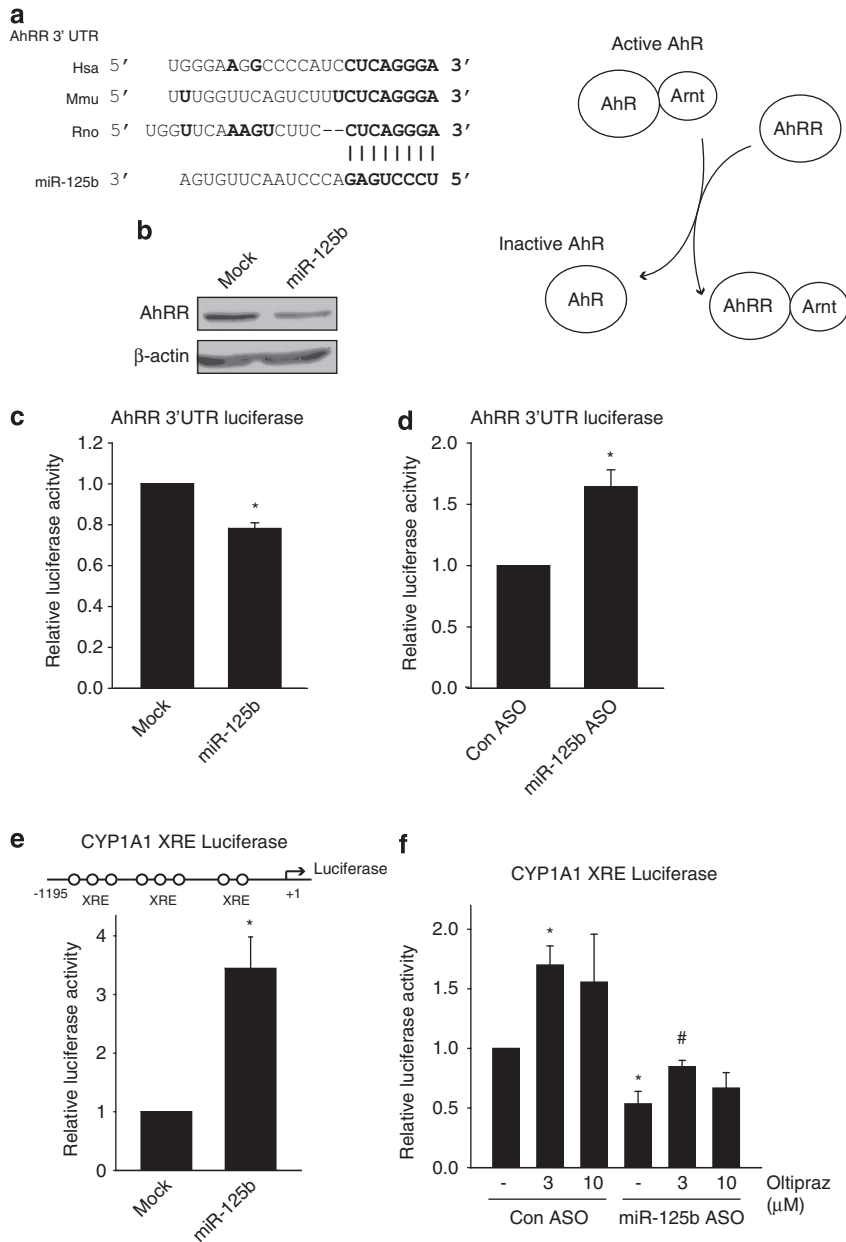 a
AhRR 3' UTR
Hsa 5' UGGGAAGGCCCCAUCCUCAGGGA 3'
Mmu 5' UUUGGUUCAGUCUUUCUCAGGGA 3'
Rno 5' UGGUUCAAAGUCUUC--CUCAGGGA 3'
||||||||
miR-125b 3' AGUGUUCAAUCCCAGAGUCCCU 5'
Active AhR
AhR
Arnt
AhRR
Inactive AhR
AhR
AhRR
Arnt
b
Mock
miR-125b
AhRR
β-actin
c
AhRR 3'UTR luciferase
Relative luciferase acitvity
1.2
1.0
0.8
0.6
0.4
0.2
0.0
*
Mock
miR-125b
d
AhRR 3'UTR luciferase
Relative luciferase acitvity
2.0
1.5
1.0
0.5
0.0
*
Con ASO
miR-125b ASO
e
CYP1A1 XRE Luciferase
Luciferase
-1195
XRE
XRE
XRE
+1
Relative luciferase activity
4
3
2
1
0
*
Mock
miR-125b
f
CYP1A1 XRE Luciferase
Relative luciferase activity
2.0
1.5
1.0
0.5
0.0
*
*
#
- 3 10 - 3 10 Oltipraz
(μM)
Con ASO miR-125b ASO